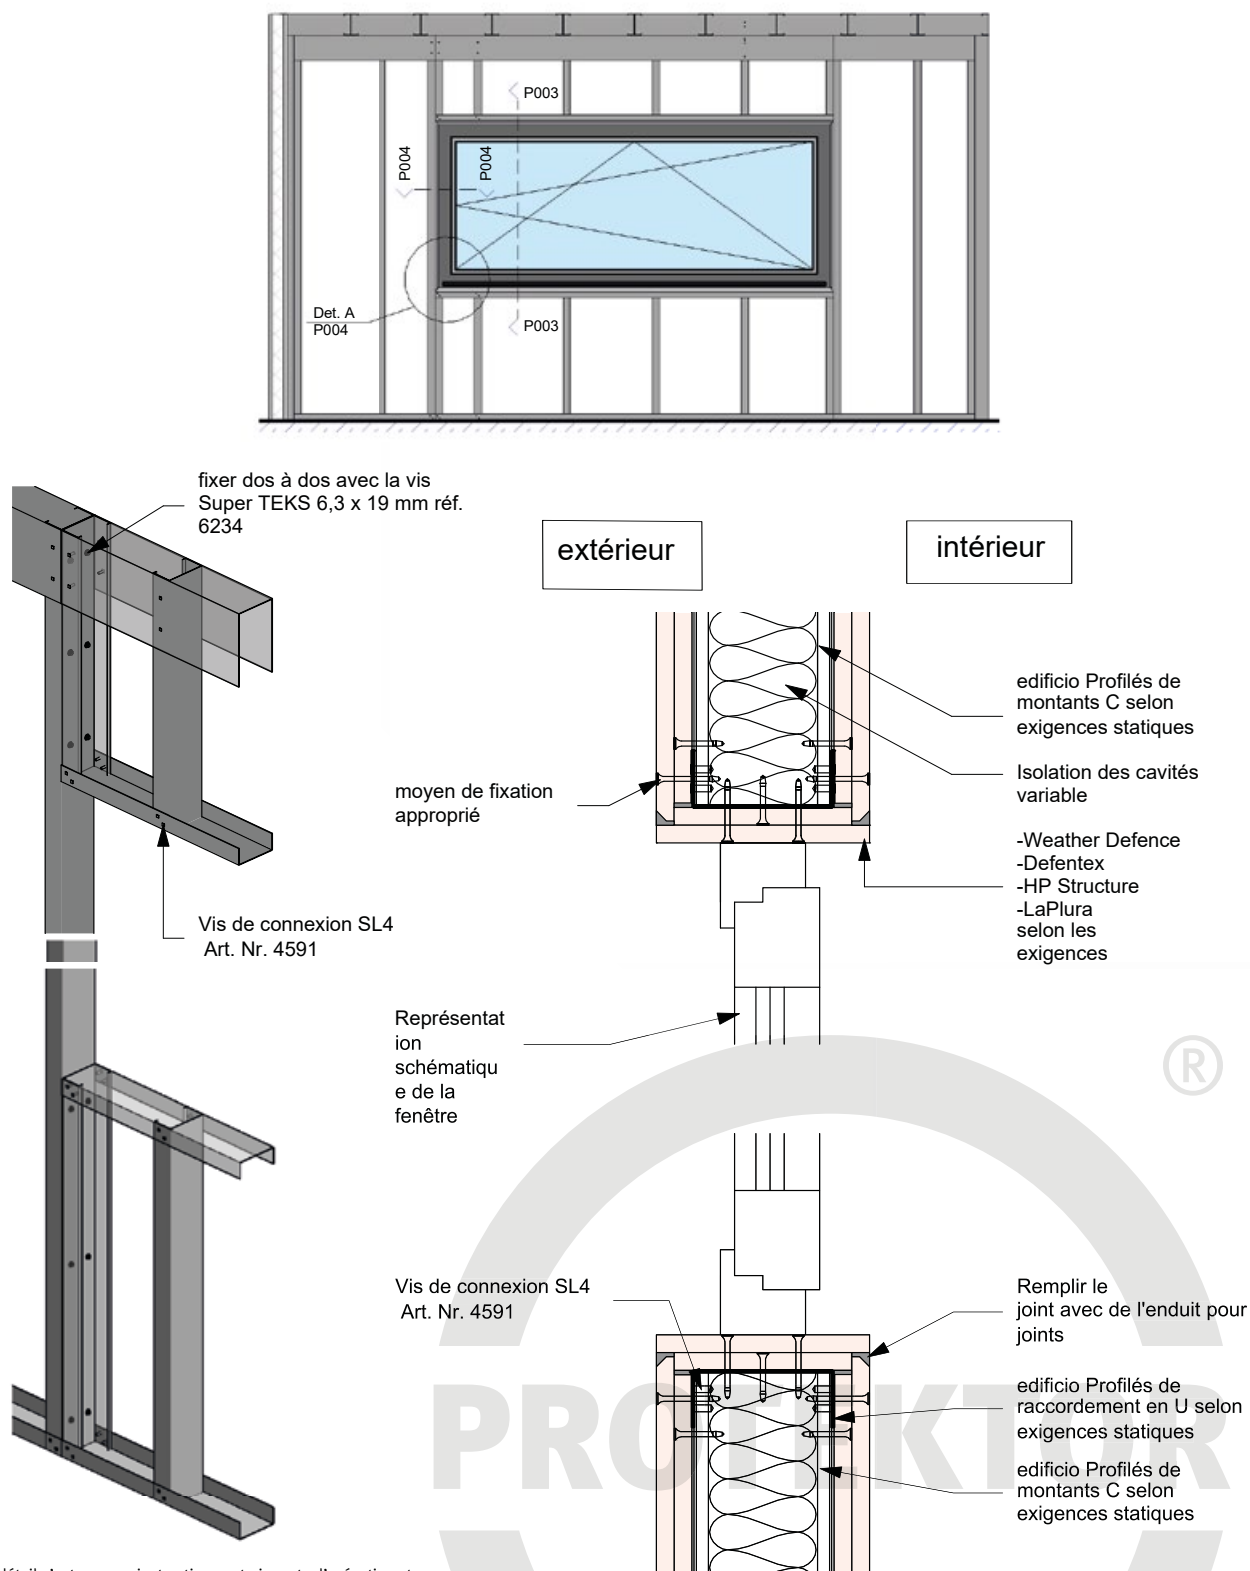 P003
P004
P004
Det. A
P004
P003
fixer dos à dos avec la vis
Super TEKS 6,3 x 19 mm réf.
6234
extérieur
intérieur
edificio Profilés de
montants C selon
exigences statiques
Isolation des cavités
variable
moyen de fixation
approprié
-Weather Defence
-Defentex
-HP Structure
-LaPlura
selon les
exigences
Vis de connexion SL4
Art. Nr. 4591
Représentat
ion
schématiqu
e de la
fenêtre
®
Vis de connexion SL4
Art. Nr. 4591
Remplir le
joint avec de l'enduit pour
joints
PROTEKTOR
edificio Profilés de
raccordement en U selon
exigences statiques
edificio Profilés de
montants C selon
exigences statiques